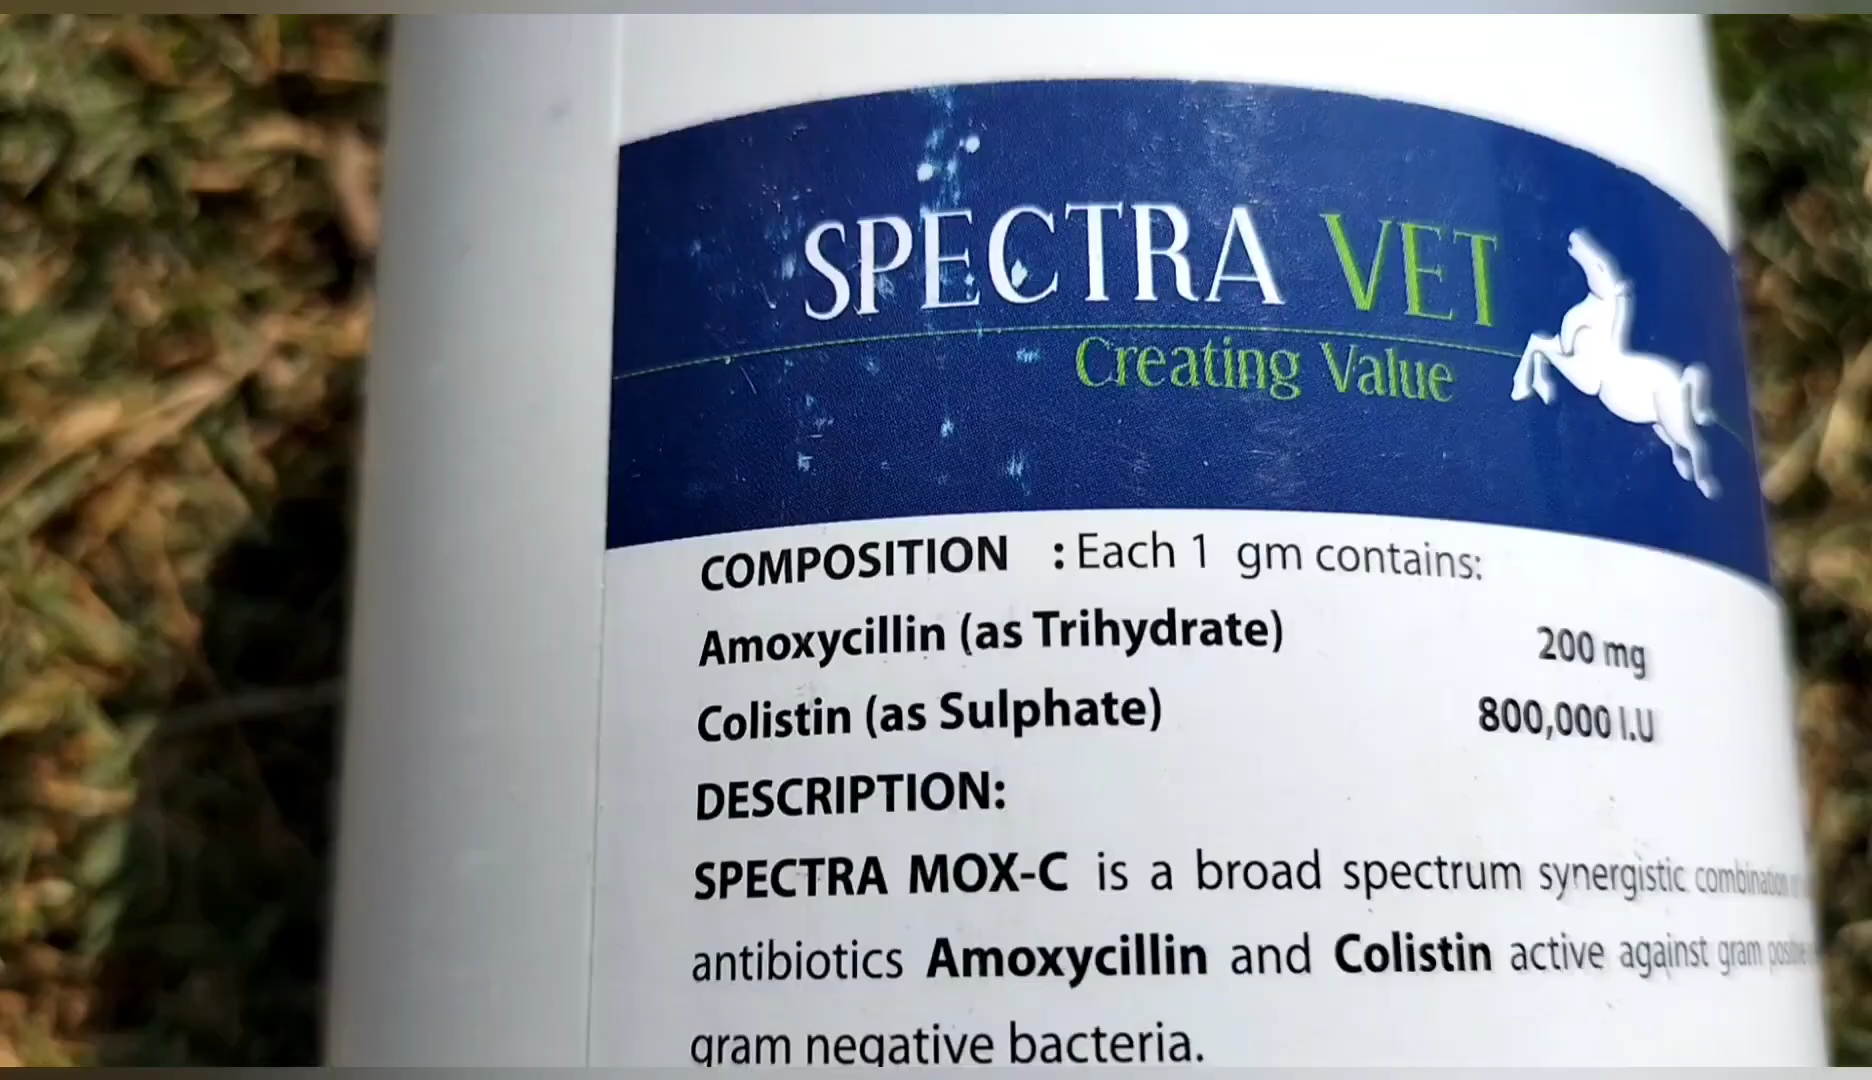 SPECTRA VET
Creating Value
COMPOSITION : Each 1 gm contains:
Amoxycillin (as Trihydrate) 200 mg
Colistin (as Sulphate) 800,000 I.U
DESCRIPTION:
SPECTRA MOX-C is a broad spectrum synergistic combination
antibiotics Amoxycillin and Colistin active against gram positive
gram negative bacteria.